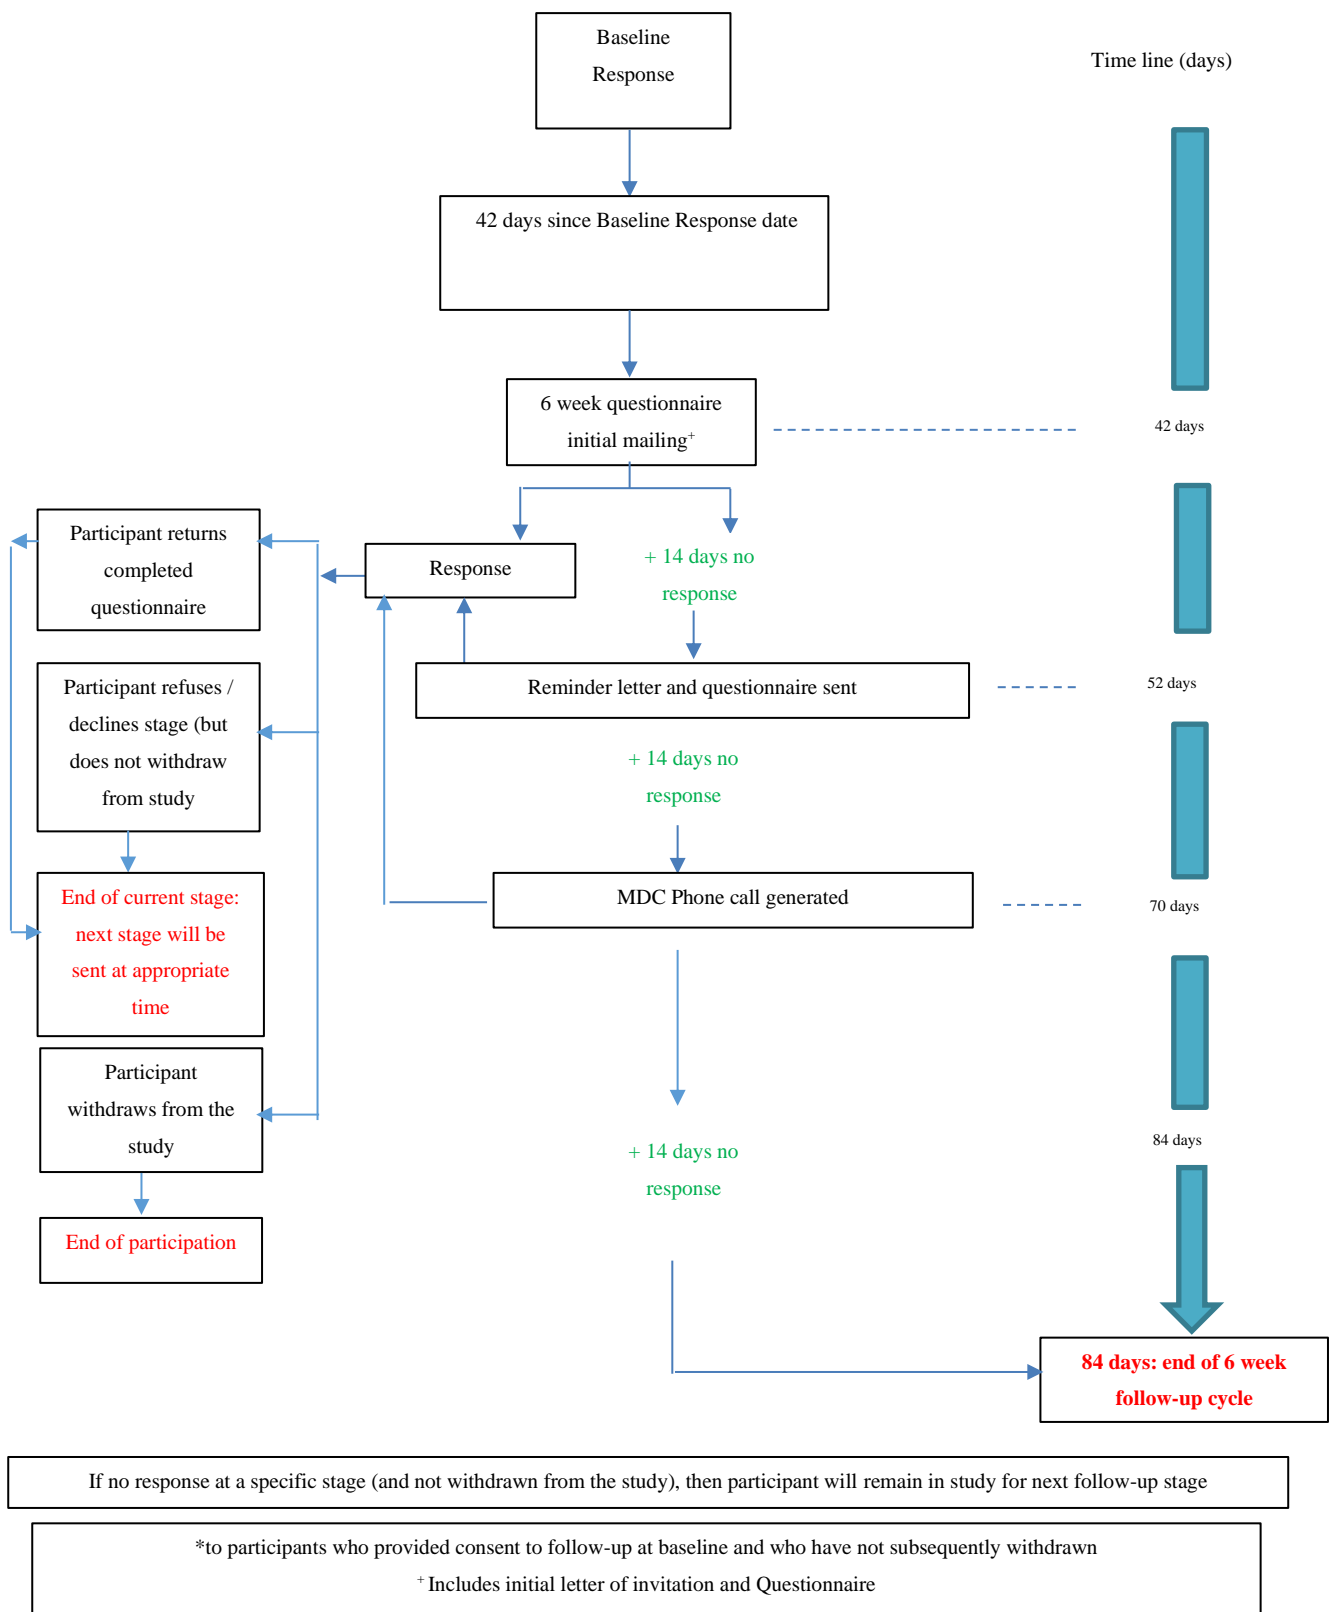 Baseline
Response
Time line (days)
42 days since Baseline Response date
6 week questionnaire
initial mailing+
42 days
Participant returns
completed
questionnaire
Response
+ 14 days no
response
Participant refuses /
declines stage (but
does not withdraw
from study
Reminder letter and questionnaire sent
52 days
+ 14 days no
response
End of current stage:
next stage will be
sent at appropriate
time
MDC Phone call generated
70 days
Participant
withdraws from the
study
+ 14 days no
response
84 days
End of participation
84 days: end of 6 week
follow-up cycle
If no response at a specific stage (and not withdrawn from the study), then participant will remain in study for next follow-up stage
*to participants who provided consent to follow-up at baseline and who have not subsequently withdrawn
+ Includes initial letter of invitation and Questionnaire